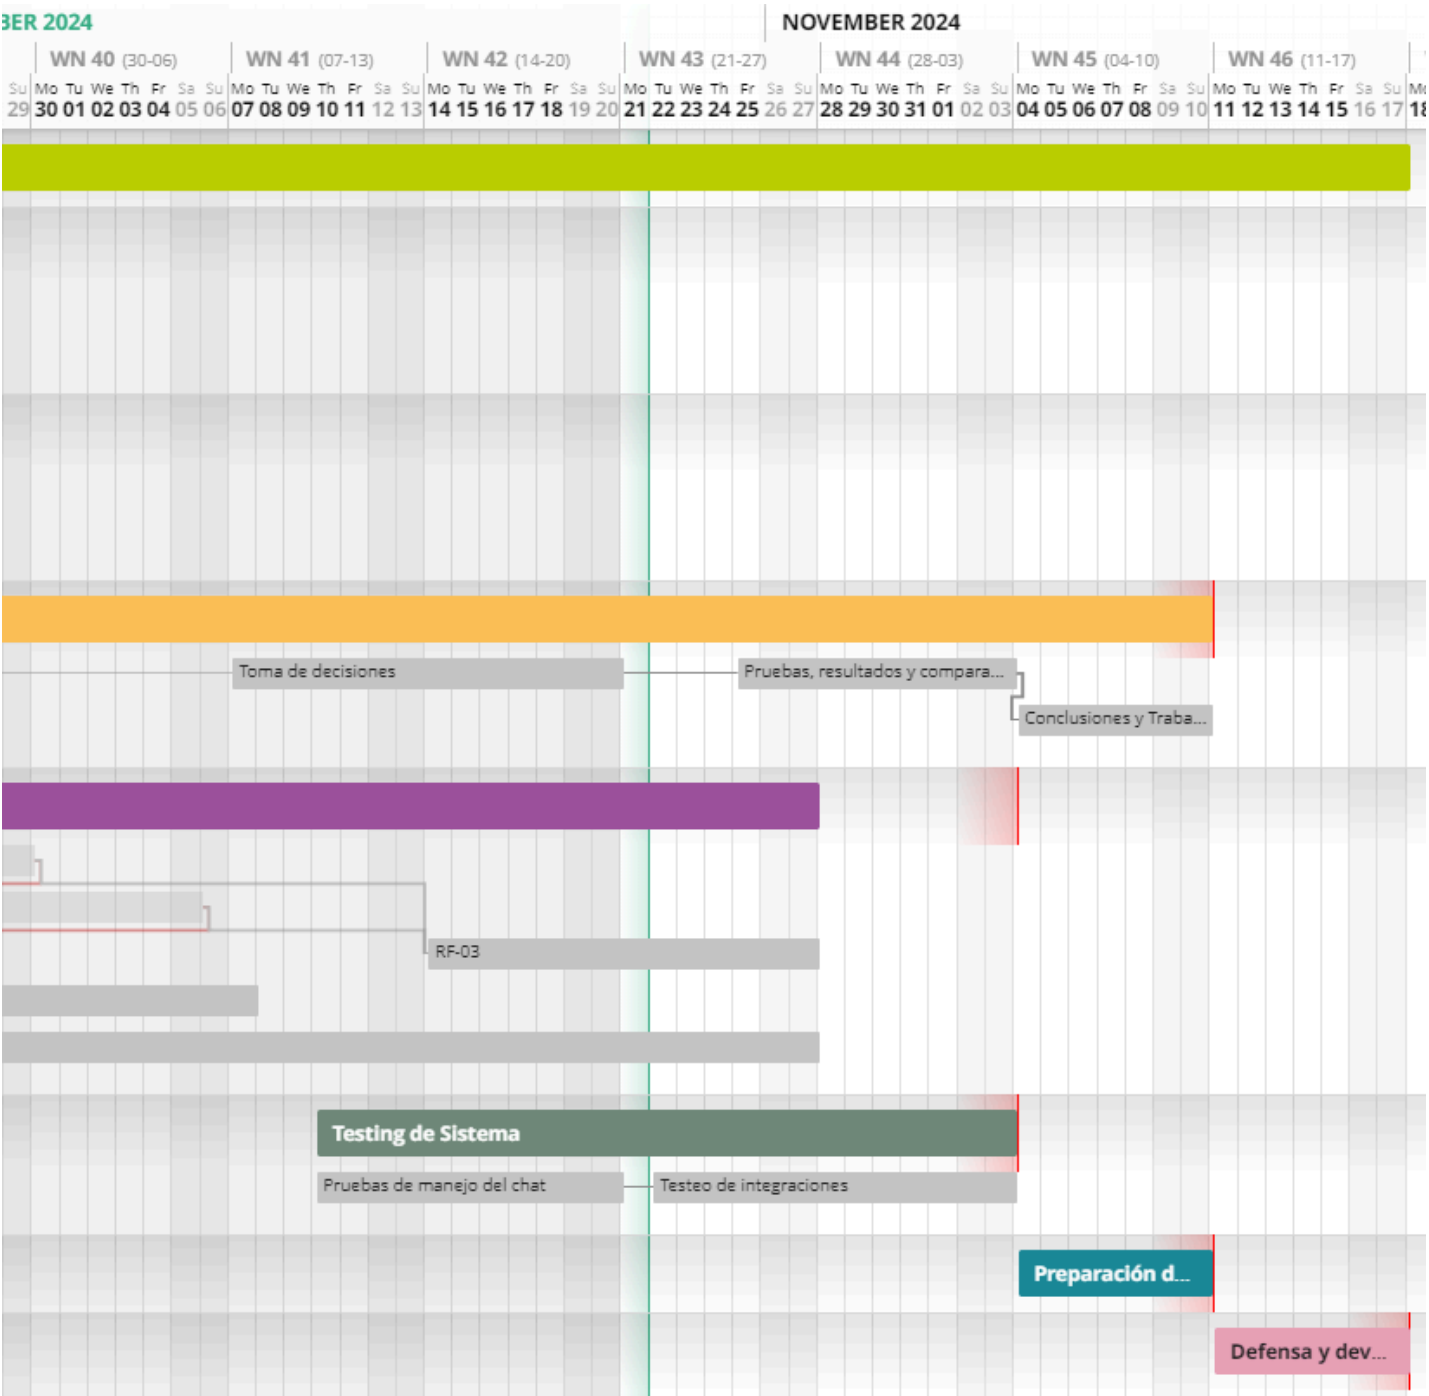 BER 2024 NOVEMBER 2024
WN 40 (30-06) WN 41 (07-13) WN 42 (14-20) WN 43 (21-27) WN 44 (28-03) WN 45 (04-10) WN 46 (11-17)
Su Mo Tu We Th Fr Sa Su Mo Tu We Th Fr Sa Su Mo Tu We Th Fr Sa Su Mo Tu We Th Fr Sa Su Mo Tu We Th Fr Sa Su Mo Tu We Th Fr Sa Su Mo Tu We Th Fr Sa Su Mo
29 30 01 02 03 04 05 06 07 08 09 10 11 12 13 14 15 16 17 18 19 20 21 22 23 24 25 26 27 28 29 30 31 01 02 03 04 05 06 07 08 09 10 11 12 13 14 15 16 17 18
Toma de decisiones Pruebas, resultados y compara...
Conclusiones y Traba...
RF-03
Testing de Sistema
Pruebas de manejo del chat Testeo de integraciones
Preparación d...
Defensa y dev...